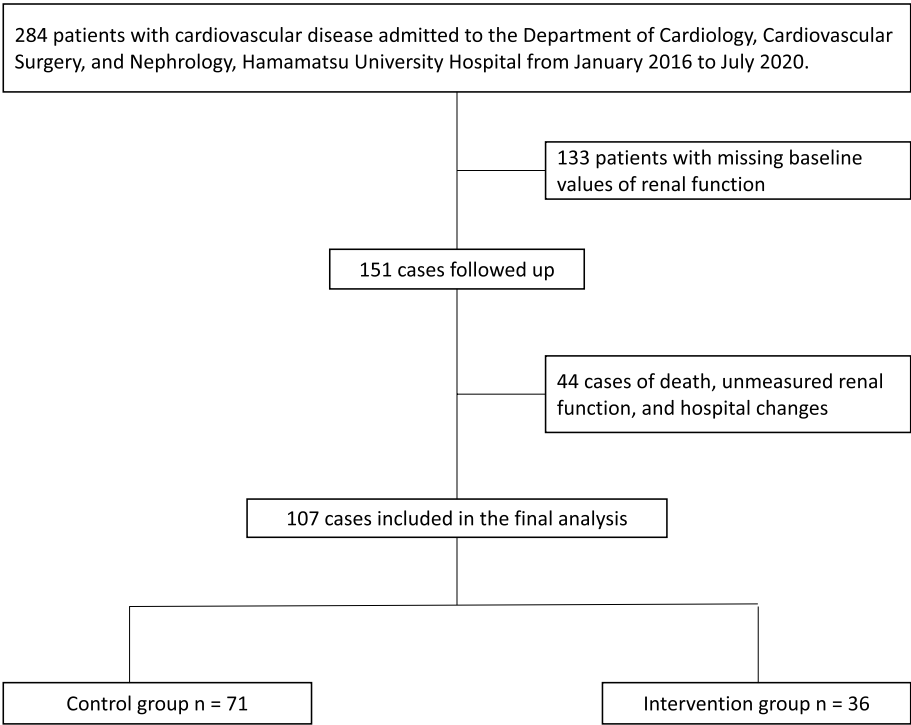 284 patients with cardiovascular disease admitted to the Department of Cardiology, Cardiovascular
Surgery, and Nephrology, Hamamatsu University Hospital from January 2016 to July 2020.
133 patients with missing baseline
values of renal function
151 cases followed up
44 cases of death, unmeasured renal
function, and hospital changes
107 cases included in the final analysis
Control group n = 71
Intervention group n = 36